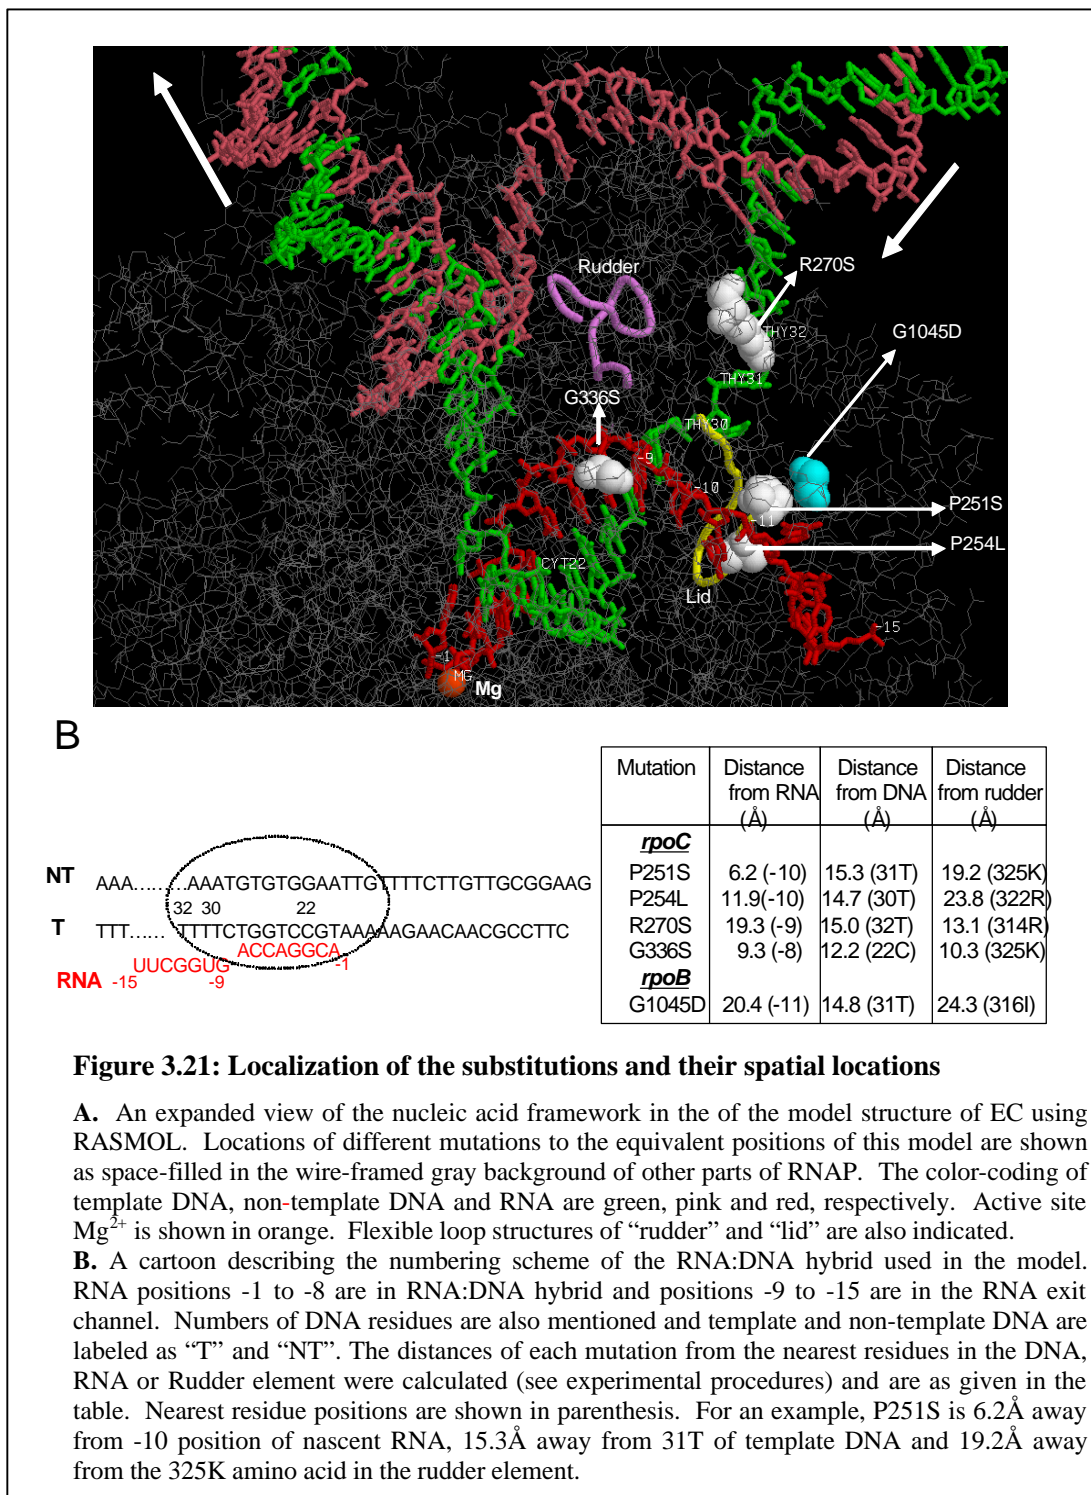 Rudder
R270S
THY32
G1045D
THY31
G336S
THY30
-9
-10
P251S
-11
P254L
CYT22
Lid
-15
-1
MG
Mg
B
NT AAA.……..AAATGTGTGGAATTGTTTTCTTGTTGCGGAAG
32 30 22
T TTT…… TTTTCTGGTCCGTAAAAAGAACAACGCCTTC
ACCAGGCA -1
UUCGGUG
RNA -15 -9
Mutation Distance from RNA (Å) Distance from DNA (Å) Distance from rudder (Å)
rpoC
P251S 6.2 (-10) 15.3 (31T) 19.2 (325K)
P254L 11.9(-10) 14.7 (30T) 23.8 (322R)
R270S 19.3 (-9) 15.0 (32T) 13.1 (314R)
G336S 9.3 (-8) 12.2 (22C) 10.3 (325K)
rpoB
G1045D 20.4 (-11) 14.8 (31T) 24.3 (316I)
Figure 3.21: Localization of the substitutions and their spatial locations
A. An expanded view of the nucleic acid framework in the of the model structure of EC using
RASMOL. Locations of different mutations to the equivalent positions of this model are shown
as space-filled in the wire-framed gray background of other parts of RNAP. The color-coding of
template DNA, non-template DNA and RNA are green, pink and red, respectively. Active site
Mg2+ is shown in orange. Flexible loop structures of “rudder” and “lid” are also indicated.
B. A cartoon describing the numbering scheme of the RNA:DNA hybrid used in the model.
RNA positions -1 to -8 are in RNA:DNA hybrid and positions -9 to -15 are in the RNA exit
channel. Numbers of DNA residues are also mentioned and template and non-template DNA are
labeled as “T” and “NT”. The distances of each mutation from the nearest residues in the DNA,
RNA or Rudder element were calculated (see experimental procedures) and are as given in the
table. Nearest residue positions are shown in parenthesis. For an example, P251S is 6.2Å away
from -10 position of nascent RNA, 15.3Å away from 31T of template DNA and 19.2Å away
from the 325K amino acid in the rudder element.